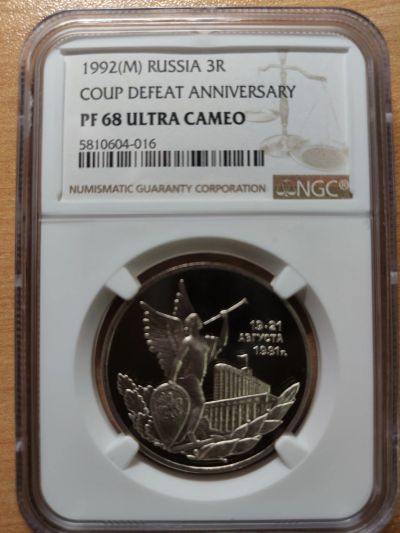 1992(M) RUSSIA 3R
COUP DEFEAT ANNIVERSARY
PF 68 ULTRA CAMEO
5810604-016
NUMISMATIC GUARANTY CORPORATION
NGC®
19-21
АВГУСТА
1991г.